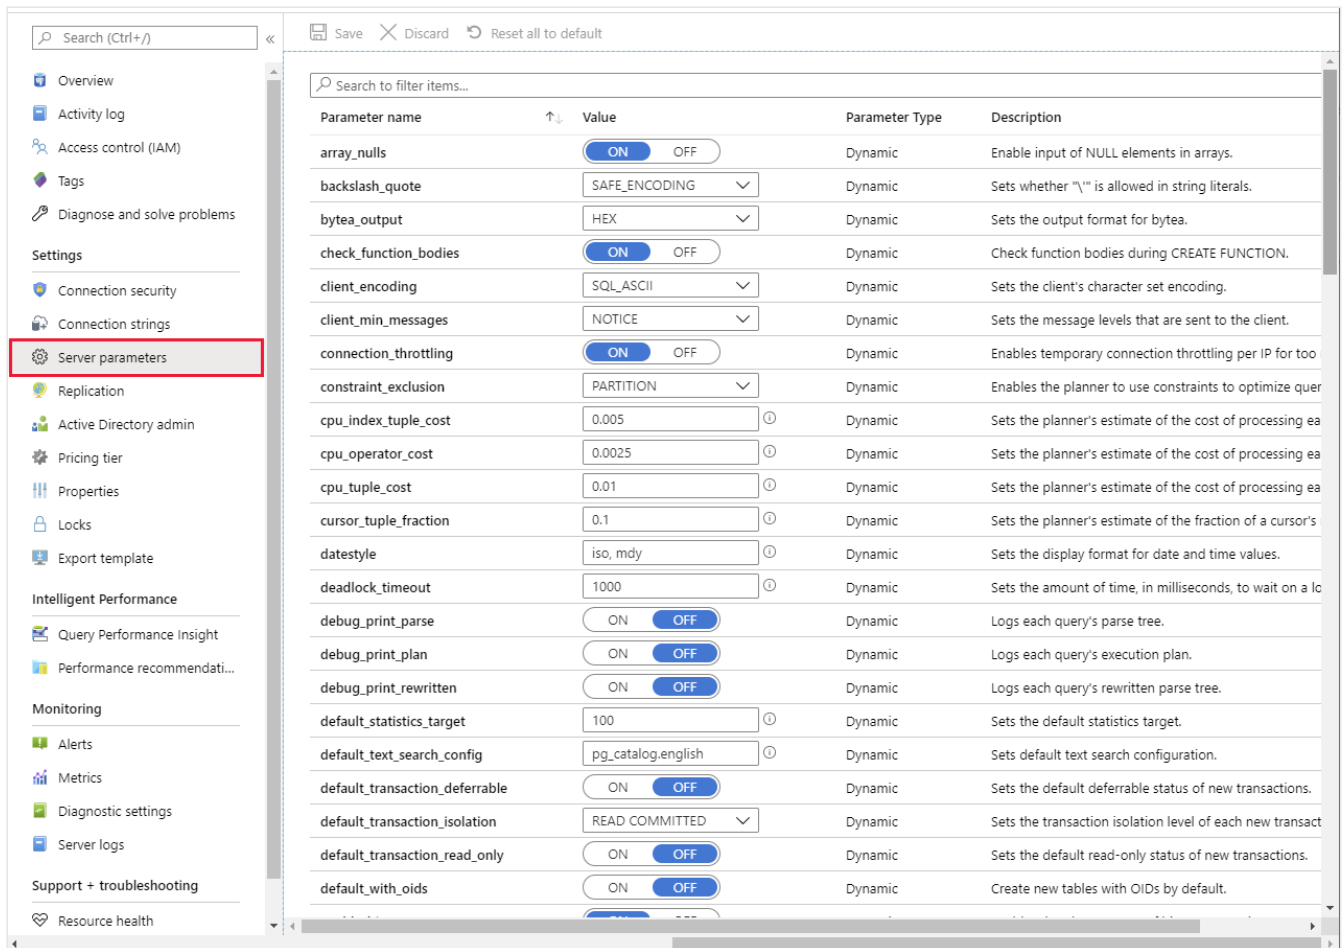 Search (Ctrl+/)
«
Save Discard Reset all to default
Overview
Activity log
Access control (IAM)
Tags
Diagnose and solve problems
Settings
Connection security
Connection strings
Server parameters
Replication
Active Directory admin
Pricing tier
Properties
Locks
Export template
Intelligent Performance
Query Performance Insight
Performance recommendati...
Monitoring
Alerts
Metrics
Diagnostic settings
Server logs
Support + troubleshooting
Resource health
Search to filter items...
Parameter name ↑↓ Value Parameter Type Description
array_nulls ON OFF Dynamic Enable input of NULL elements in arrays.
backslash_quote SAFE_ENCODING Dynamic Sets whether "\'" is allowed in string literals.
bytea_output HEX Dynamic Sets the output format for bytea.
check_function_bodies ON OFF Dynamic Check function bodies during CREATE FUNCTION.
client_encoding SQL_ASCII Dynamic Sets the client's character set encoding.
client_min_messages NOTICE Dynamic Sets the message levels that are sent to the client.
connection_throttling ON OFF Dynamic Enables temporary connection throttling per IP for too
constraint_exclusion PARTITION Dynamic Enables the planner to use constraints to optimize quer
cpu_index_tuple_cost 0.005 Dynamic Sets the planner's estimate of the cost of processing ea
cpu_operator_cost 0.0025 Dynamic Sets the planner's estimate of the cost of processing ea
cpu_tuple_cost 0.01 Dynamic Sets the planner's estimate of the cost of processing ea
cursor_tuple_fraction 0.1 Dynamic Sets the planner's estimate of the fraction of a cursor's
datestyle iso, mdy Dynamic Sets the display format for date and time values.
deadlock_timeout 1000 Dynamic Sets the amount of time, in milliseconds, to wait on a lo
debug_print_parse ON OFF Dynamic Logs each query's parse tree.
debug_print_plan ON OFF Dynamic Logs each query's execution plan.
debug_print_rewritten ON OFF Dynamic Logs each query's rewritten parse tree.
default_statistics_target 100 Dynamic Sets the default statistics target.
default_text_search_config pg_catalog.english Dynamic Sets default text search configuration.
default_transaction_deferrable ON OFF Dynamic Sets the default deferrable status of new transactions.
default_transaction_isolation READ COMMITTED Dynamic Sets the transaction isolation level of each new transact
default_transaction_read_only ON OFF Dynamic Sets the default read-only status of new transactions.
default_with_oids ON OFF Dynamic Create new tables with OIDs by default.